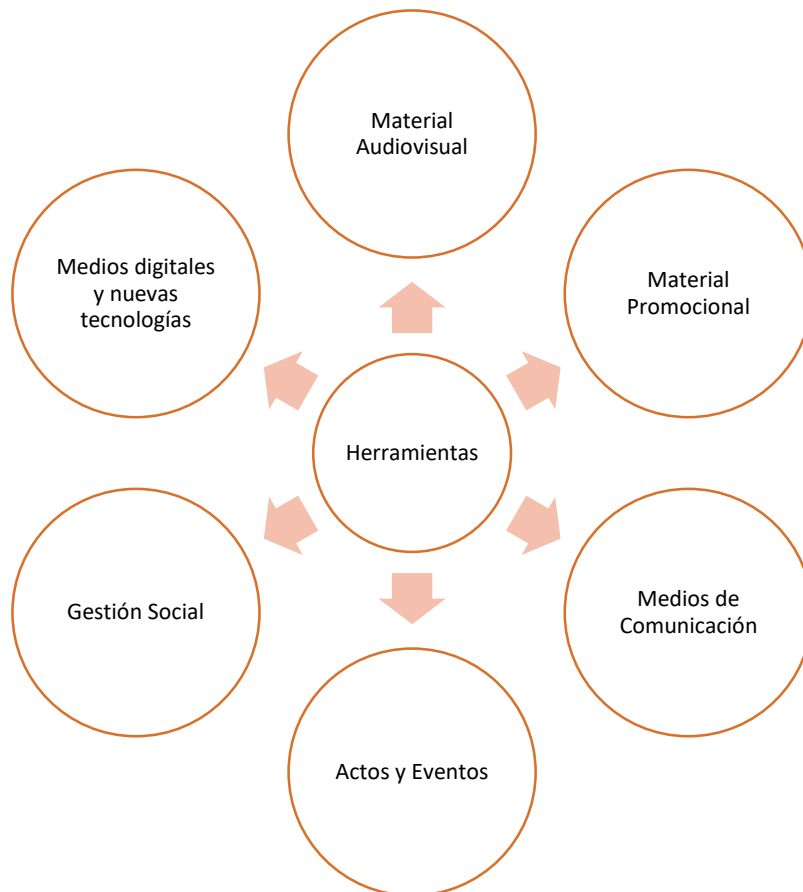 Material
Audiovisual
Medios digitales
y nuevas
tecnologías
Material
Promocional
Herramientas
Gestión Social
Medios de
Comunicación
Actos y Eventos